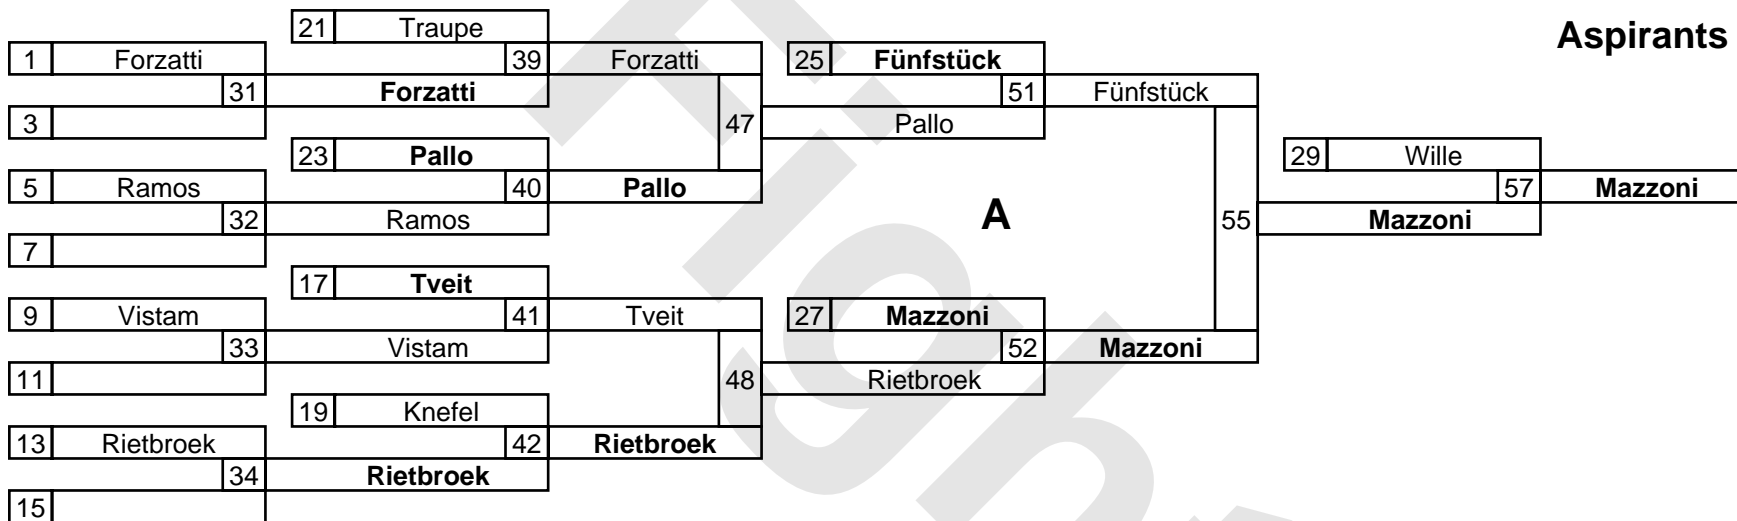 21 Traupe
Aspirants
1 Forzatti 39 Forzatti 25 Fünfstück
31 Forzatti 51 Fünfstück
3 47 Pallo
23 Pallo 29 Wille
5 Ramos 40 Pallo 57 Mazzoni
32 Ramos A 55 Mazzoni
7
17 Tveit
9 Vistam 41 Tveit 27 Mazzoni
33 Vistam 52 Mazzoni
11 48 Rietbroek
19 Knefel
13 Rietbroek 42 Rietbroek
34 Rietbroek
15
Tigh